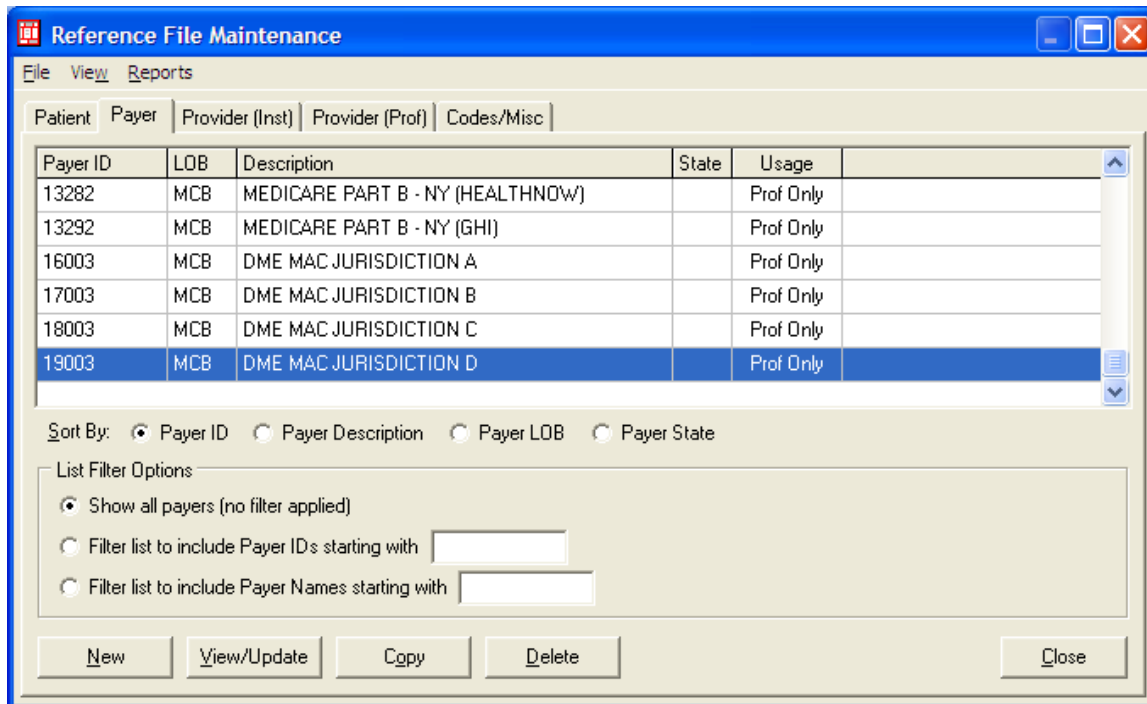 Reference File Maintenance
File View Reports
Patient Payer Provider (Inst) Provider (Prof) Codes/Misc
Payer ID LOB Description State Usage
13282 MCB MEDICARE PART B - NY (HEALTHNOW) Prof Only
13292 MCB MEDICARE PART B - NY (GHI) Prof Only
16003 MCB DME MAC JURISDICTION A Prof Only
17003 MCB DME MAC JURISDICTION B Prof Only
18003 MCB DME MAC JURISDICTION C Prof Only
19003 MCB DME MAC JURISDICTION D Prof Only
Sort By: Payer ID Payer Description Payer LOB Payer State
List Filter Options
Show all payers (no filter applied)
Filter list to include Payer IDs starting with
Filter list to include Payer Names starting with
New View/Update Copy Delete Close